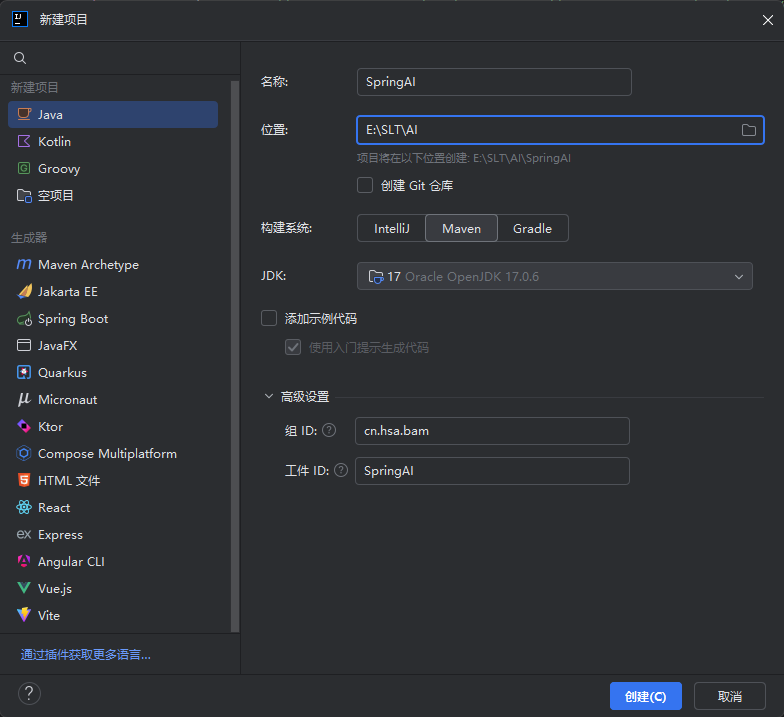 新建项目
新建项目
Java
Kotlin
Groovy
空项目
生成器
Maven Archetype
Jakarta EE
Spring Boot
JavaFX
Quarkus
Micronaut
Ktor
Compose Multiplatform
HTML 文件
React
Express
Angular CLI
Vue.js
Vite
通过插件获取更多语言...
名称:
SpringAI
位置:
E:\SLT\AI
项目将在以下位置创建: E:\SLT\AI\SpringAI
创建 Git 仓库
构建系统: IntelliJ Maven Gradle
JDK: 17 Oracle OpenJDK 17.0.6
添加示例代码
使用入门提示生成代码
高级设置
组 ID: ? cn.hsa.bam
工件 ID: ? SpringAI
? 创建(C) 取消